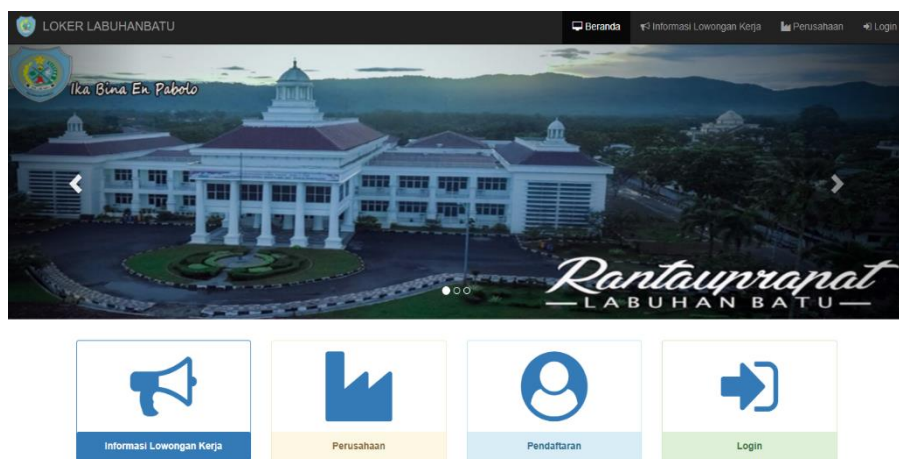 LOKER LABUHANBATU
Beranda
Informasi Lowongan Kerja
Perusahaan
Login
Ika Bina En Pabolo
Rantauprapat
LABUHAN BATU
Informasi Lowongan Kerja
Perusahaan
Pendaftaran
Login